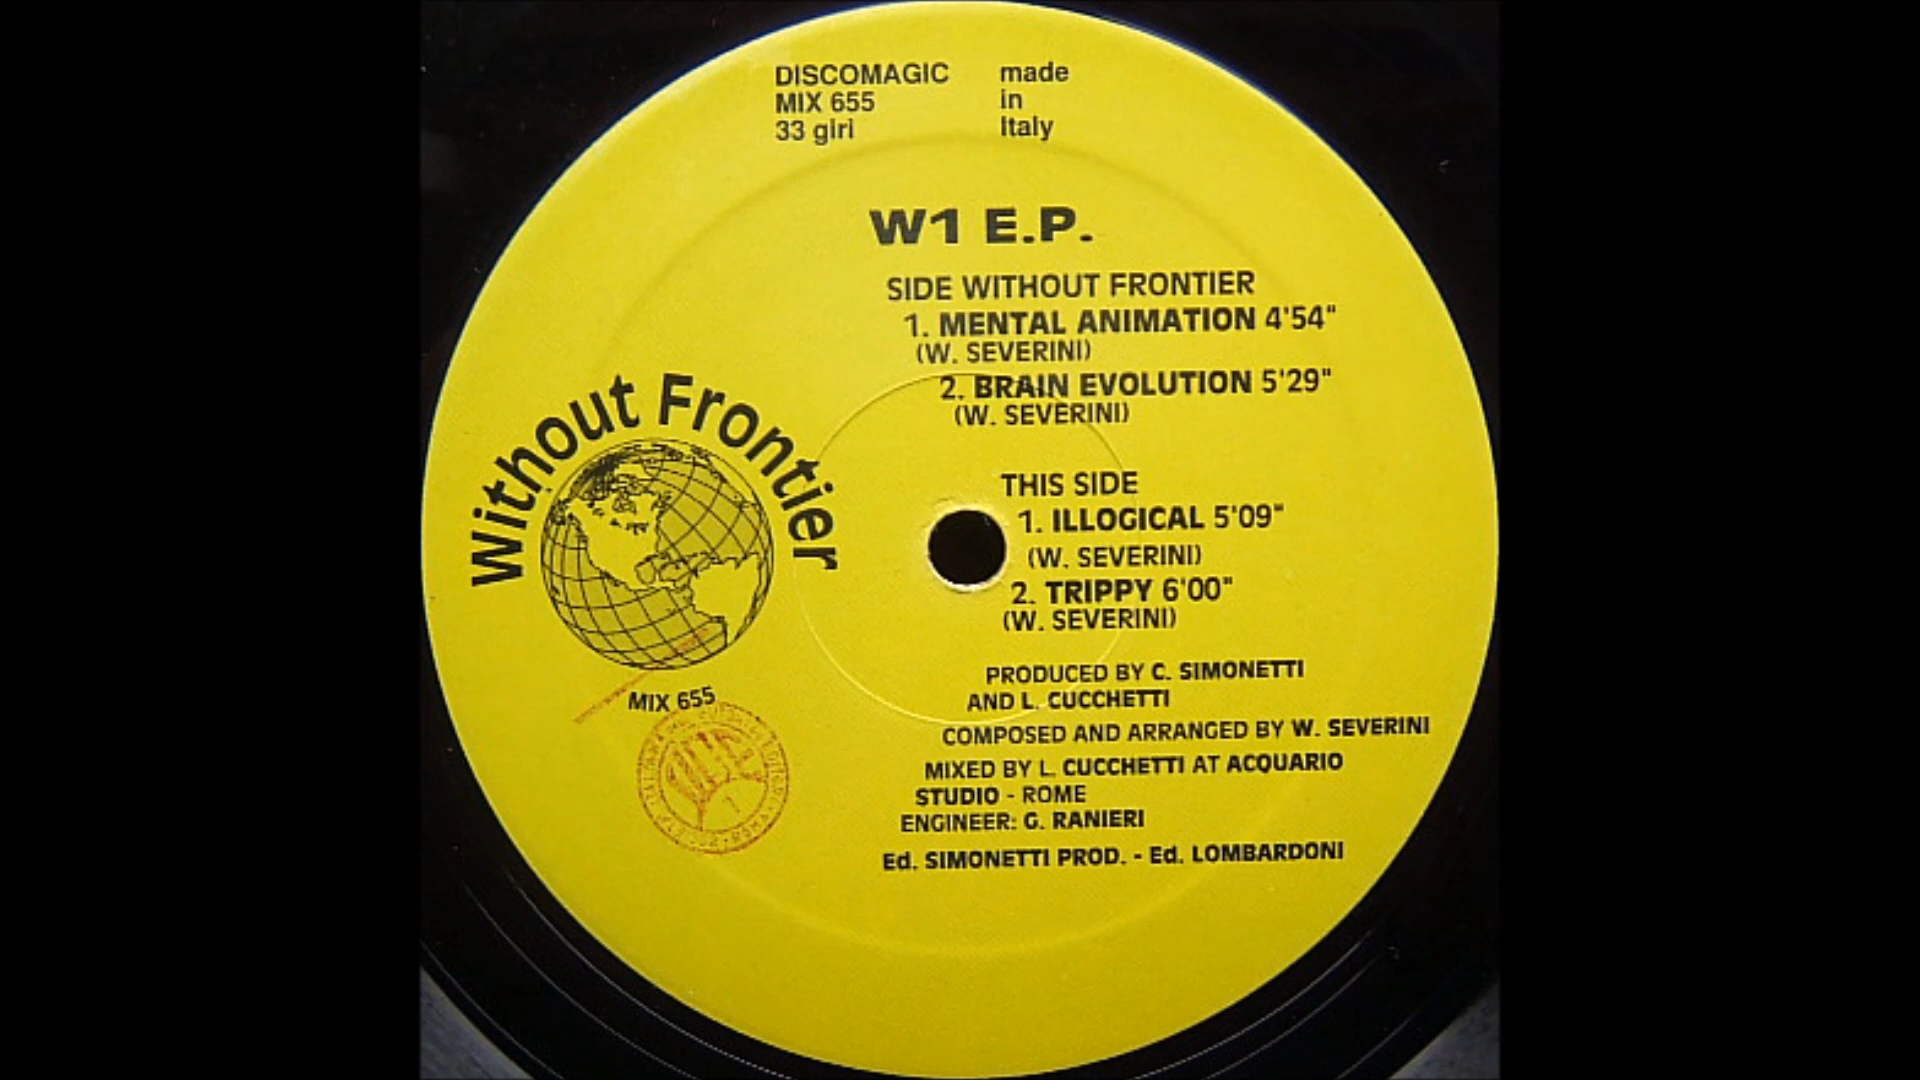 DISCOMAGIC
MIX 655
33 giri
made
in
Italy
W1 E.P.
SIDE WITHOUT FRONTIER
1. MENTAL ANIMATION 4'54"
(W. SEVERINI)
2. BRAIN EVOLUTION 5'29"
(W. SEVERINI)
Without Frontier
MIX 655
THIS SIDE
1. ILLOGICAL 5'09"
(W. SEVERINI)
2. TRIPPY 6'00"
(W. SEVERINI)
PRODUCED BY C. SIMONETTI
AND L. CUCCHETTI
COMPOSED AND ARRANGED BY W. SEVERINI
MIXED BY L. CUCCHETTI AT ACQUARIO
STUDIO - ROME
ENGINEER: G. RANIERI
Ed. SIMONETTI PROD. - Ed. LOMBARDONI